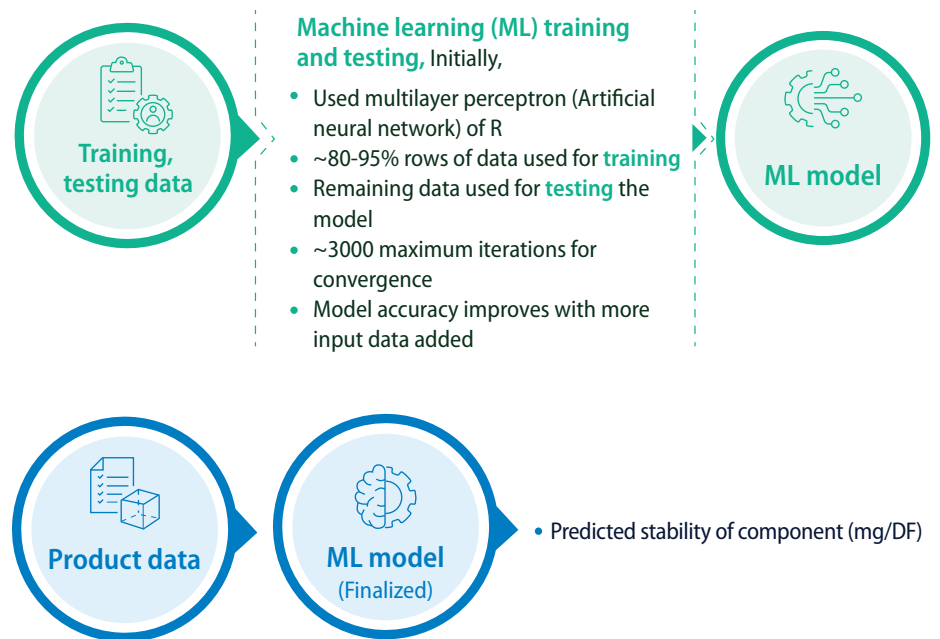 Training,
testing data
Machine learning (ML) training
and testing, Initially,
• Used multilayer perceptron (Artificial
neural network) of R
• ~80-95% rows of data used for training
• Remaining data used for testing the
model
• ~3000 maximum iterations for
convergence
• Model accuracy improves with more
input data added
ML model
Product data
ML model
(Finalized)
• Predicted stability of component (mg/DF)